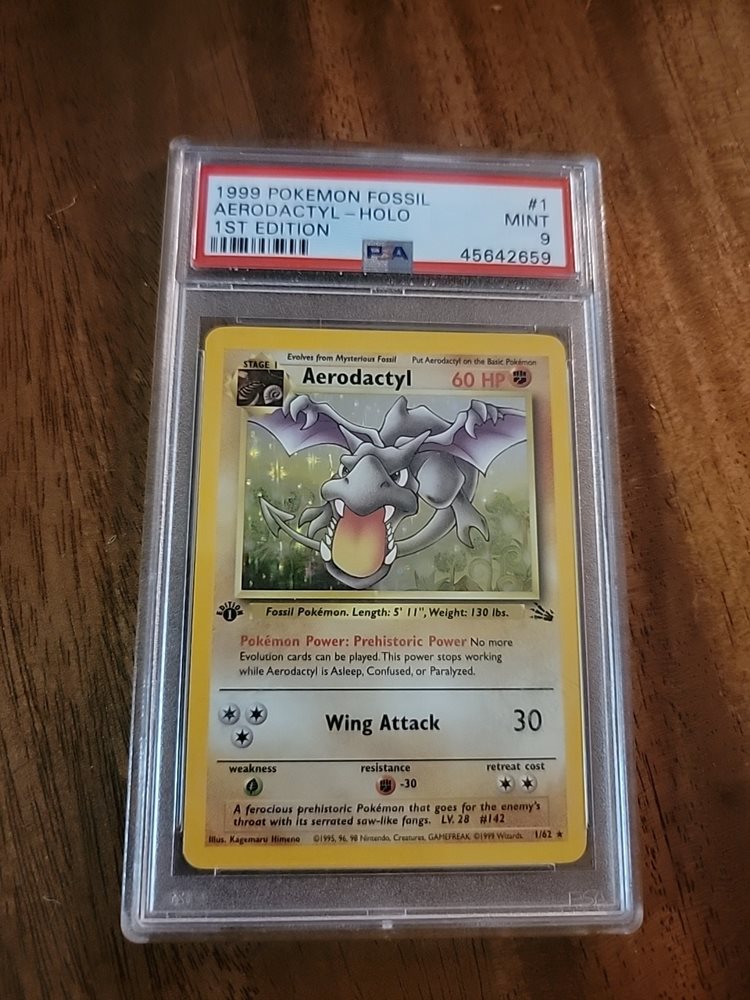 1999 POKEMON FOSSIL #1
AERODACTYL-HOLO MINT
1ST EDITION 9
PSA 45642659
STAGE 1 Evolves from Mysterious Fossil Put Aerodactyl on the Basic Pokémon
Aerodactyl 60 HP
EDITION 1
Fossil Pokémon. Length: 5' 11", Weight: 130 lbs.
Pokémon Power: Prehistoric Power No more
Evolution cards can be played. This power stops working
while Aerodactyl is Asleep, Confused, or Paralyzed.
Wing Attack 30
weakness resistance retreat cost
-30
A ferocious prehistoric Pokémon that goes for the enemy's
throat with its serrated saw-like fangs. LV. 28 #142
Illus. Kagemaru Himeno ©1995, 96, 98 Nintendo, Creatures, GAMEFREAK. ©1999 Wizards. 1/62 ★